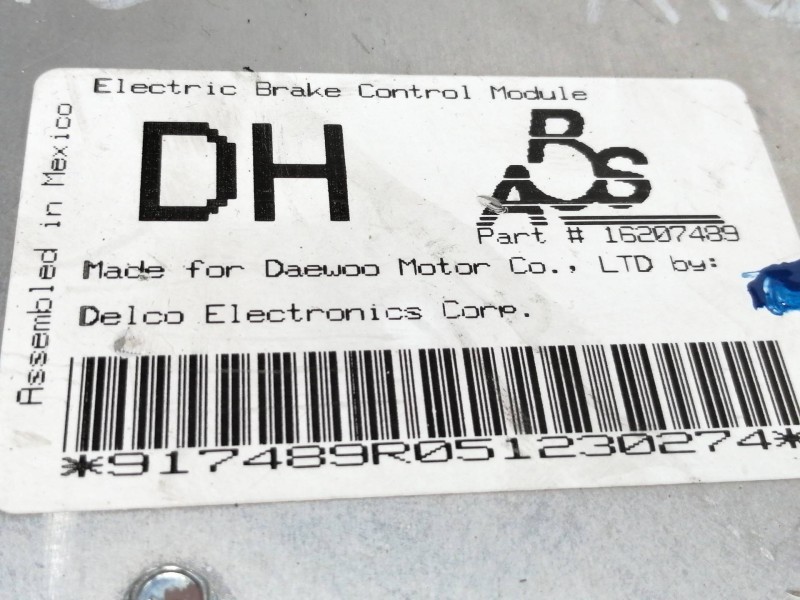 Electric Brake Control Module
DH
ABS
Part # 16207489
Made for Daewoo Motor Co., LTD by:
Delco Electronics Corp.
*917489R051230274*
Assembled in Mexico